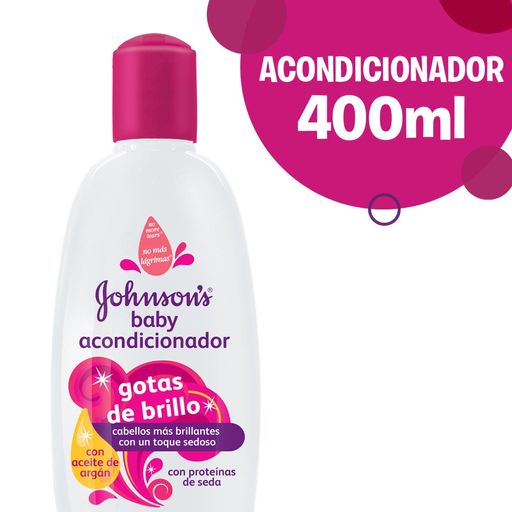 ACONDICIONADOR
400ml
no
more
tears®
no más
lágrimas®
Johnson's®
baby
acondicionador
gotas
de brillo
cabellos más brillantes
con un toque sedoso
con
aceite de
argán
con proteínas
de seda